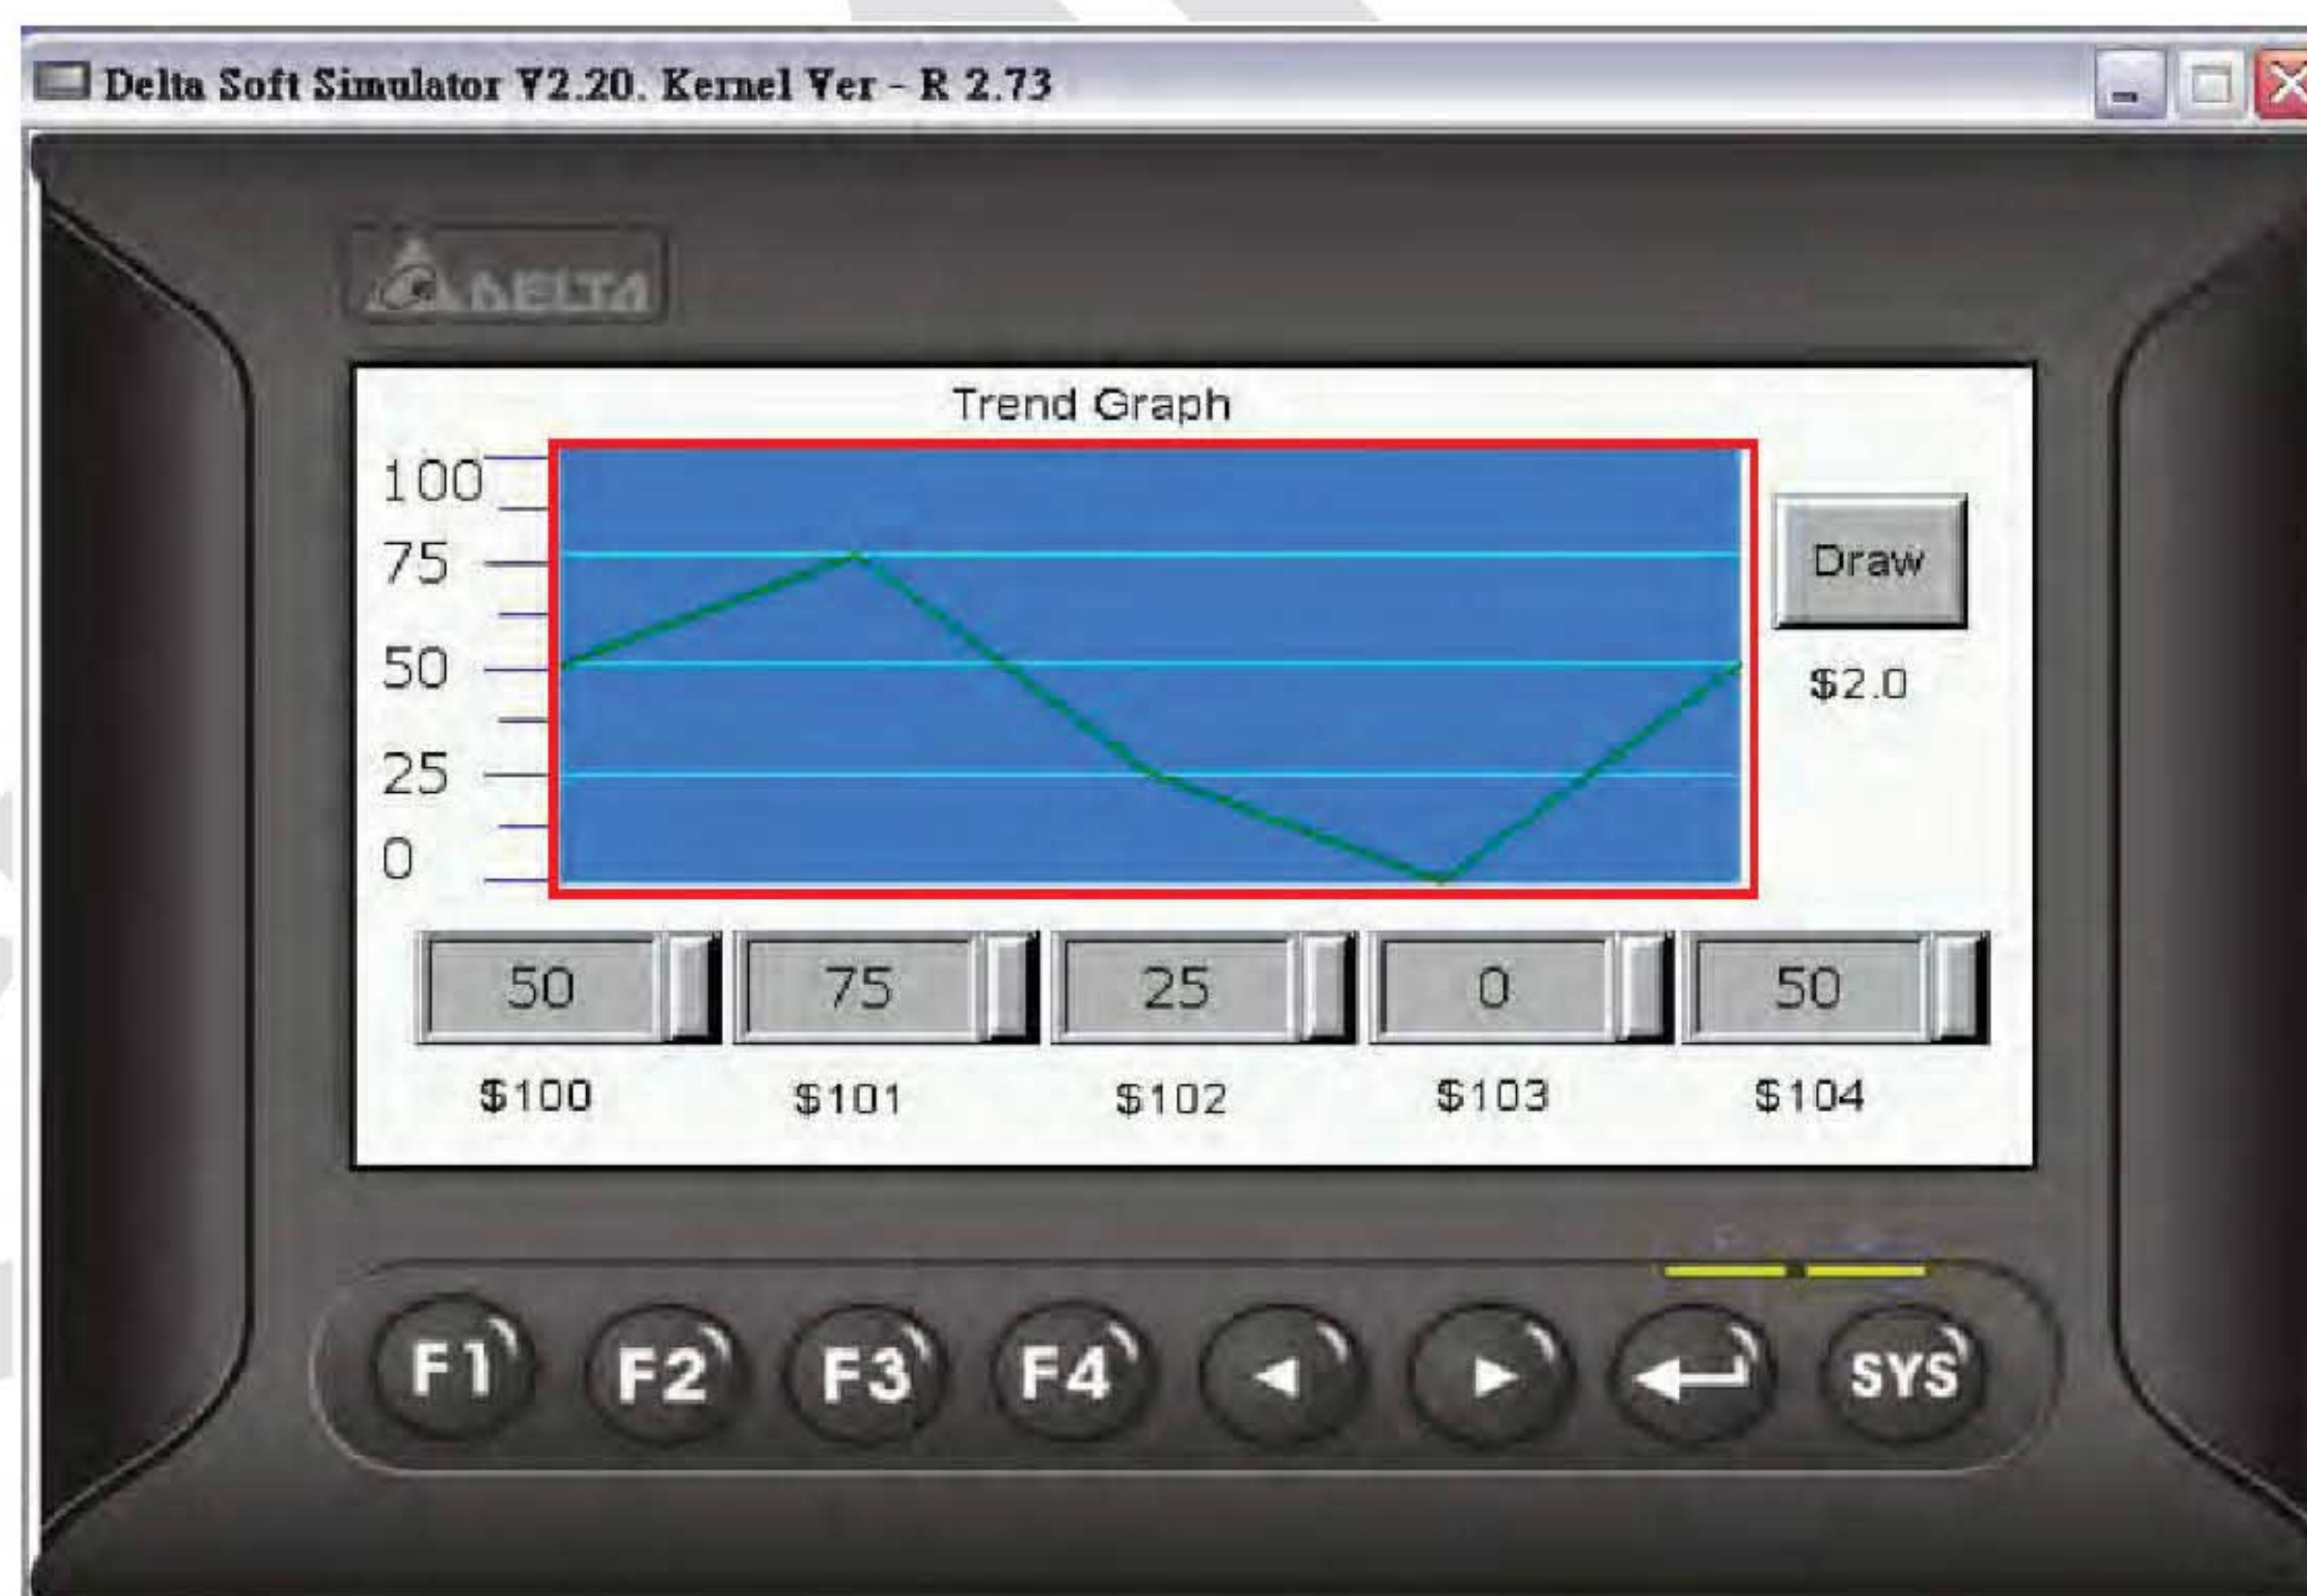 Delta Soft Simulator V2.20. Kernel Ver - R 2.73
DELTA
Trend Graph
100
75
50
25
0
Draw
$2.0
50 75 25 0 50
$100 $101 $102 $103 $104
F1 F2 F3 F4 SYS